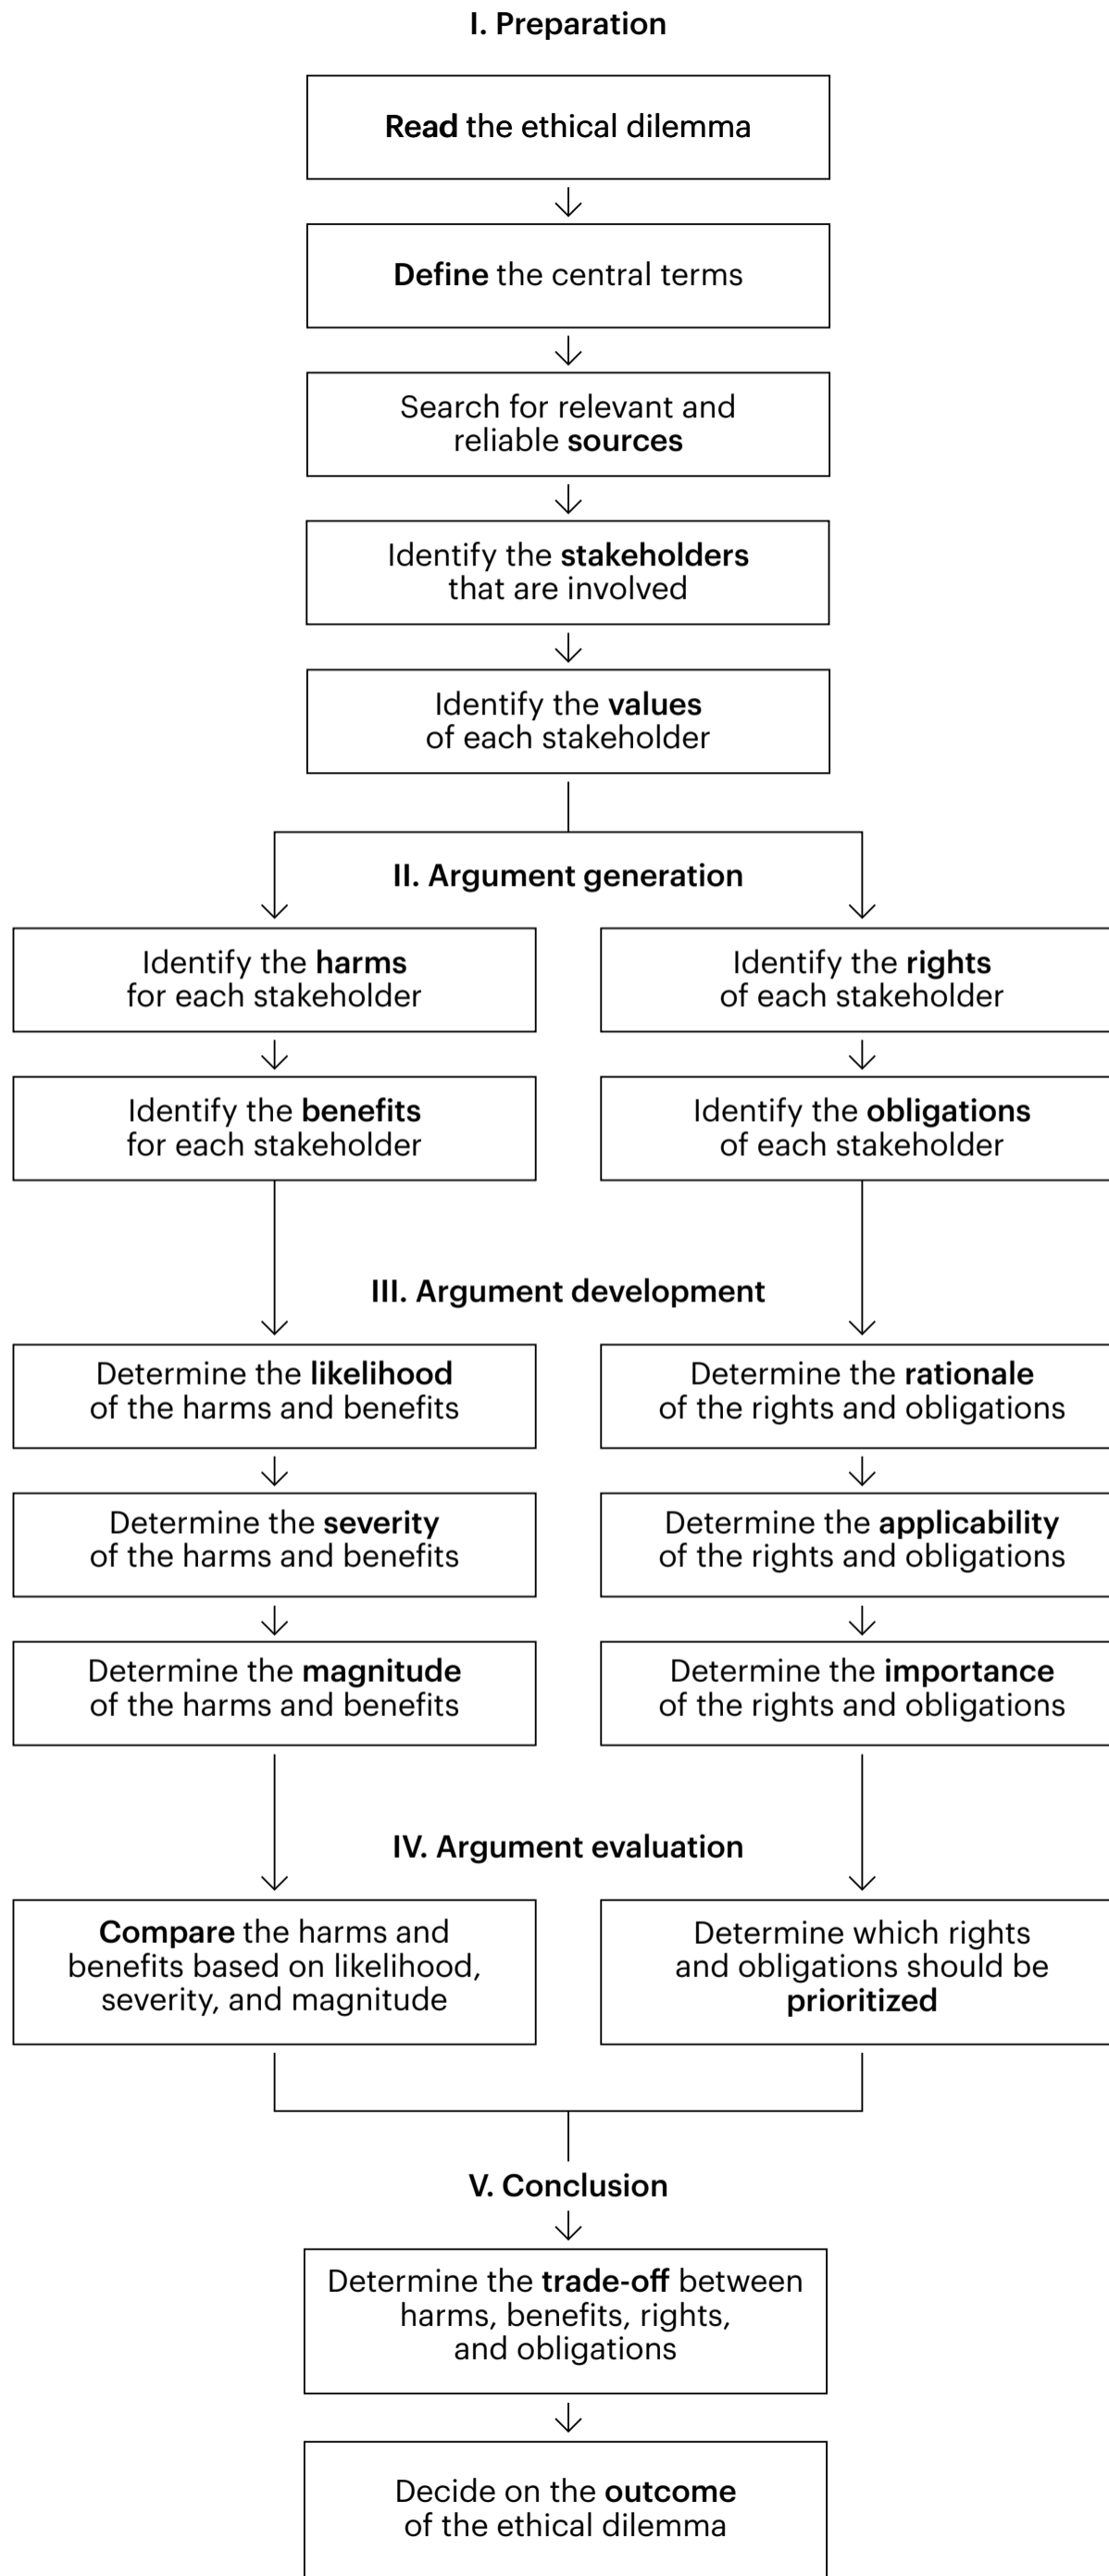 I. Preparation
Read the ethical dilemma
Define the central terms
Search for relevant and
reliable sources
Identify the stakeholders
that are involved
Identify the values
of each stakeholder
II. Argument generation
Identify the harms
for each stakeholder
Identify the benefits
for each stakeholder
Identify the rights
of each stakeholder
Identify the obligations
of each stakeholder
III. Argument development
Determine the likelihood
of the harms and benefits
Determine the severity
of the harms and benefits
Determine the magnitude
of the harms and benefits
Determine the rationale
of the rights and obligations
Determine the applicability
of the rights and obligations
Determine the importance
of the rights and obligations
IV. Argument evaluation
Compare the harms and
benefits based on likelihood,
severity, and magnitude
Determine which rights
and obligations should be
prioritized
V. Conclusion
Determine the trade-off between
harms, benefits, rights,
and obligations
Decide on the outcome
of the ethical dilemma